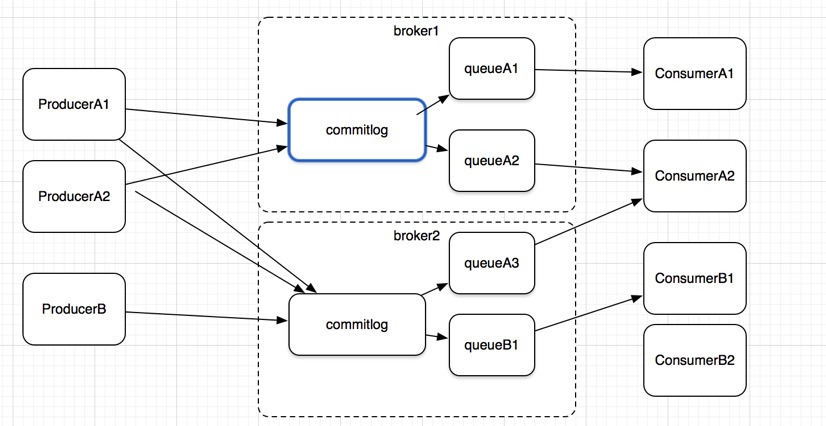 broker1
ProducerA1
commitlog
queueA1
ConsumerA1
ProducerA2
queueA2
ConsumerA2
broker2
ProducerB
commitlog
queueA3
queueB1
ConsumerB1
ConsumerB2